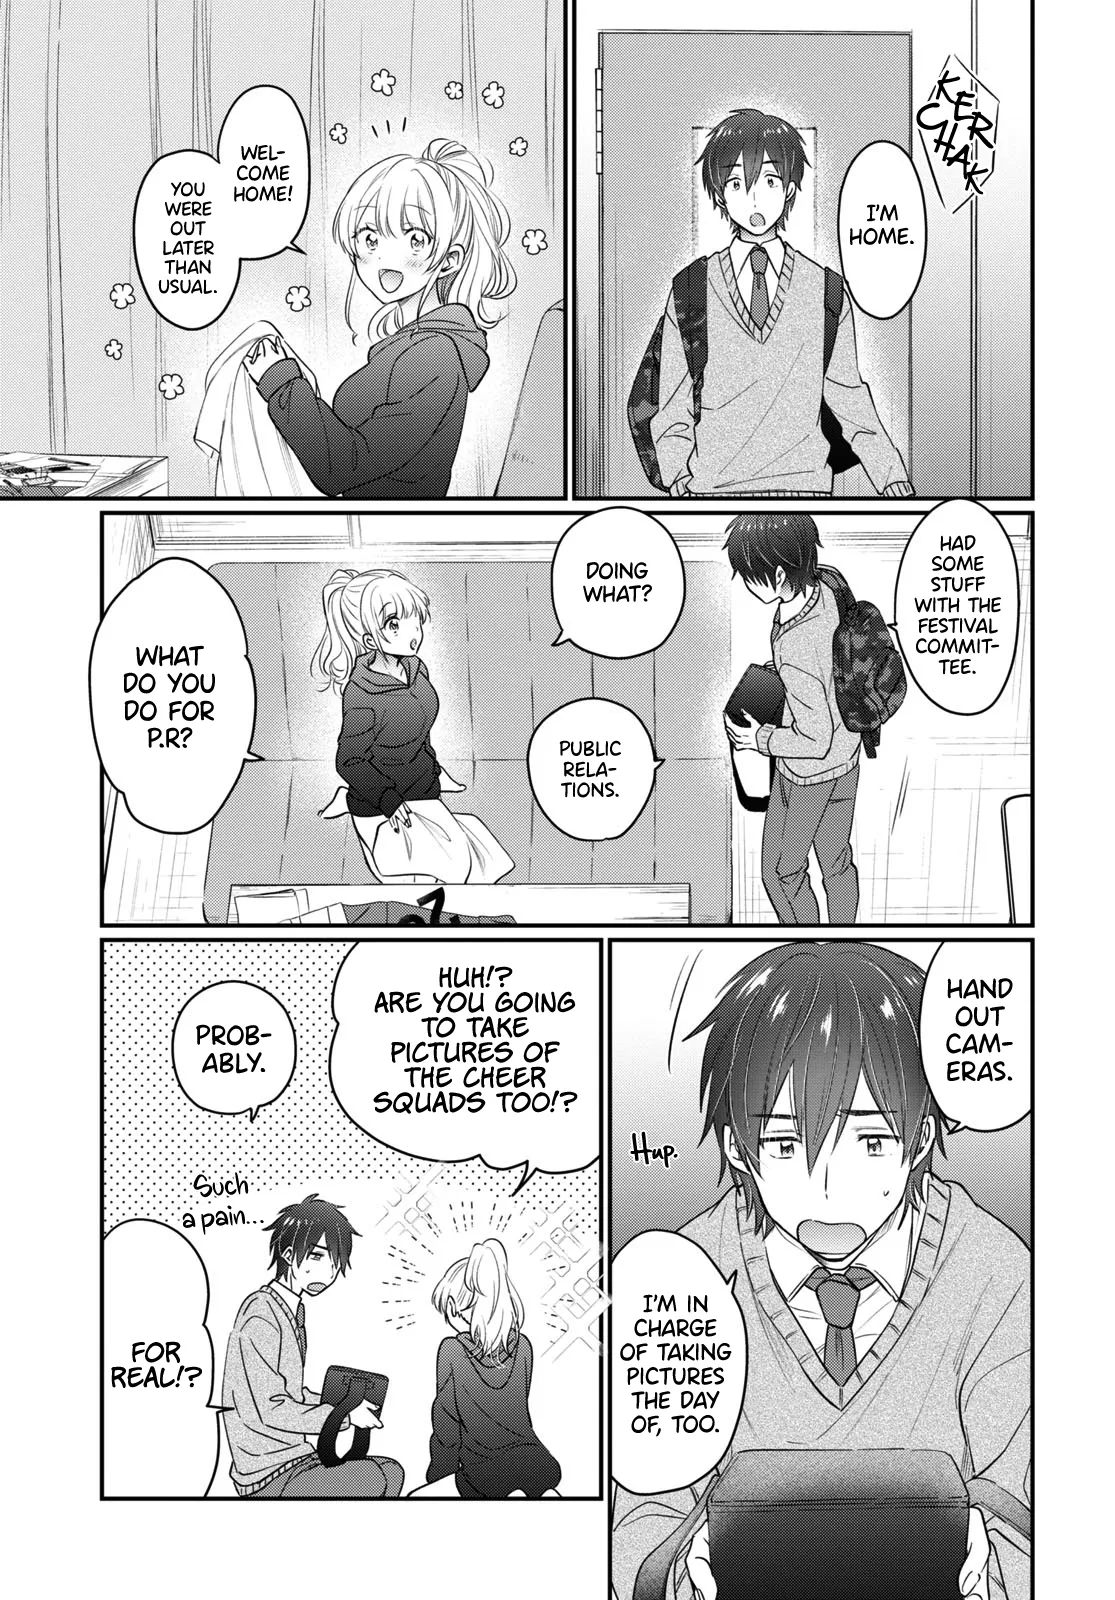 KER
CHAK
I'M
HOME.
WEL-
COME
HOME!
YOU
WERE
OUT
LATER
THAN
USUAL.
HAD
SOME
STUFF
WITH THE
FESTIVAL
COMMIT-
TEE.
DOING
WHAT?
PUBLIC
RELA-
TIONS.
WHAT
DO YOU
DO FOR
P.R?
HAND
OUT
CAM-
ERAS.
Hup.
I'M IN
CHARGE
OF TAKING
PICTURES
THE DAY
OF, TOO.
HUH!?
ARE YOU GOING
TO TAKE
PICTURES OF
THE CHEER
SQUADS TOO!?
PROB-
ABLY.
Such
a pain...
FOR
REAL!?